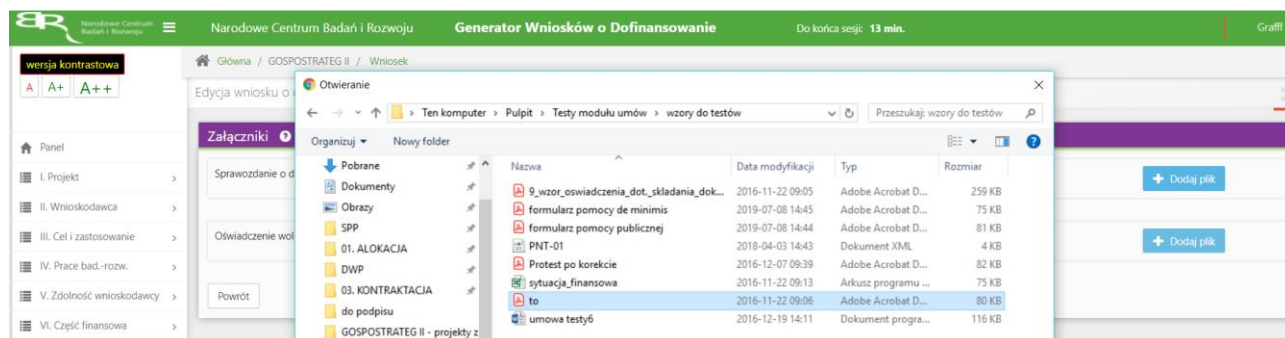 Narodowe Centrum
Badań i Rozwoju
Narodowe Centrum Badań i Rozwoju
Generator Wniosków o Dofinansowanie
Do końca sesji: 13 min.
Graffi
wersja kontrastowa
A A+ A++
Główna / GOSPOSTRATEG II / Wniosek
Edycja wniosku o
Załączniki
Panel
I. Projekt
II. Wnioskodawca
III. Cel i zastosowanie
IV. Prace bad.-rozw.
V. Zdolność wnioskodawcy
VI. Część finansowa
Sprawozdanie o d
Oświadczenie wol
Powrót
Dodaj plik
Dodaj plik
Otwieranie
Ten komputer > Pulpit > Testy modułu umów > wzory do testów
Przeszukaj: wzory do testów
Organizuj
Nowy folder
Pobrane
Dokumenty
Obrazy
SPP
01. ALOKACJA
DWP
03. KONTRAKTACJA
do podpisu
GOSPOSTRATEG II - projekty z
Nazwa Data modyfikacji Typ Rozmiar
9_wzor_oswiadczenia_dot._skladania_dok... 2016-11-22 09:05 Adobe Acrobat D... 259 KB
formularz pomocy de minimis 2019-07-08 14:45 Adobe Acrobat D... 75 KB
formularz pomocy publicznej 2019-07-08 14:44 Adobe Acrobat D... 81 KB
PNT-01 2018-04-03 14:43 Dokument XML 4 KB
Protest po korekcie 2016-12-07 09:39 Adobe Acrobat D... 82 KB
sytuacja_finansowa 2016-11-22 09:13 Arkusz programu ... 75 KB
to 2016-11-22 09:06 Adobe Acrobat D... 80 KB
umowa testy6 2016-12-19 14:11 Dokument progra... 116 KB